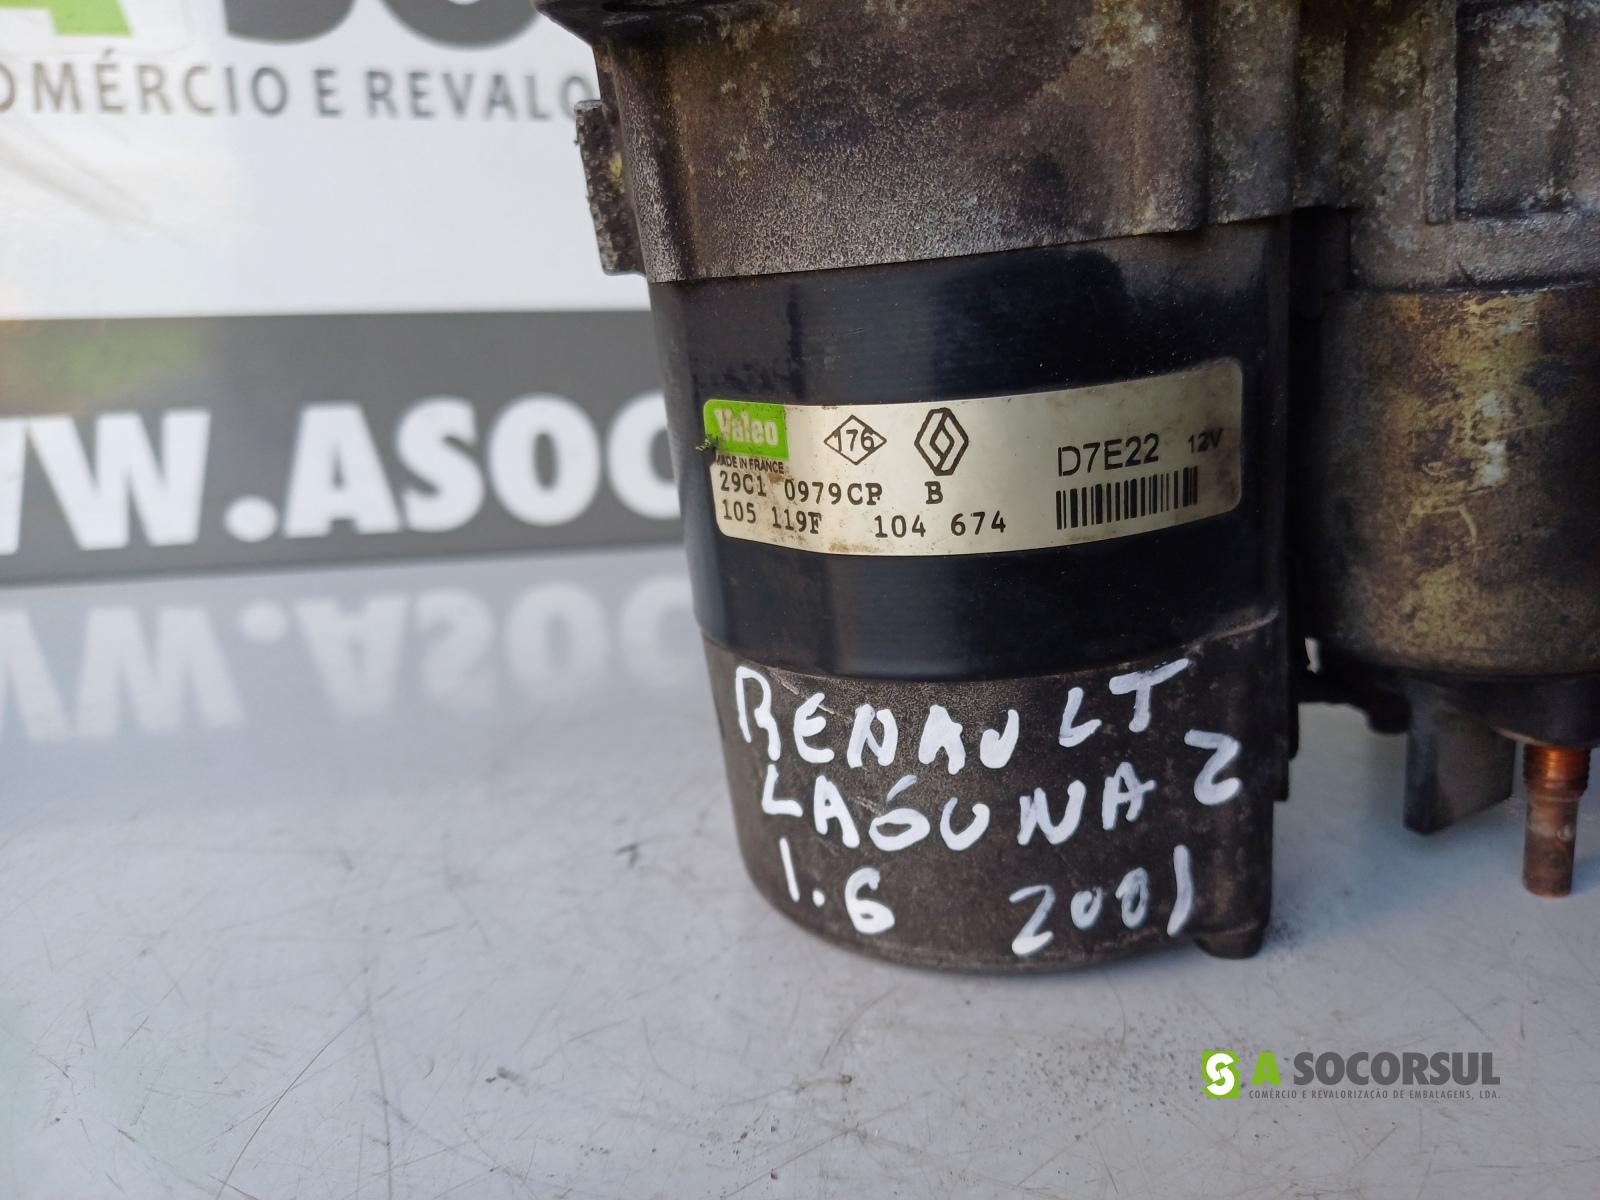 OMÉRCIO E REVALO
WW.ASOC
Valeo
MADE IN FRANCE
176
D7E22 12V
29C1 0979CP B
105 119F 104 674
RENAULT
LAGUNA 2
1.6 2001
S A SOCORSUL
COMÉRCIO E REVALORIZAÇÃO DE EMBALAGENS, LDA.